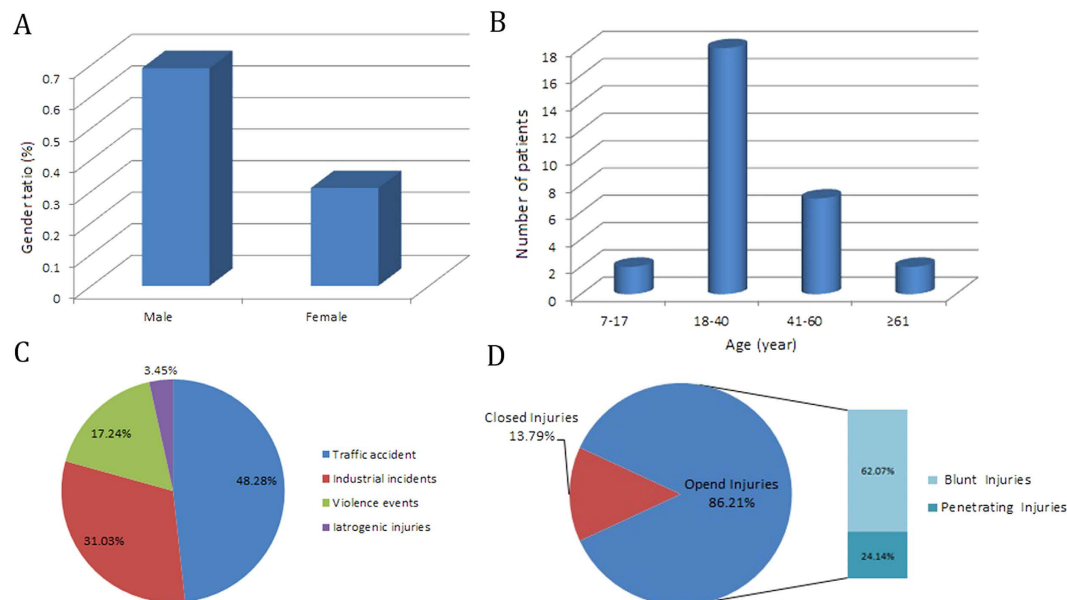 A
Gender tatio (%)
0.7
0.6
0.5
0.4
0.3
0.2
0.1
0
Male
Female
B
Number of patients
18
16
14
12
10
8
6
4
2
0
7-17
18-40
41-60
≥61
Age (year)
C
3.45%
17.24%
48.28%
31.03%
Traffic accident
Industrial incidents
Violence events
Iatrogenic injuries
D
Closed Injuries
13.79%
Opend Injuries
86.21%
62.07%
24.14%
Blunt Injuries
Penetrating Injuries